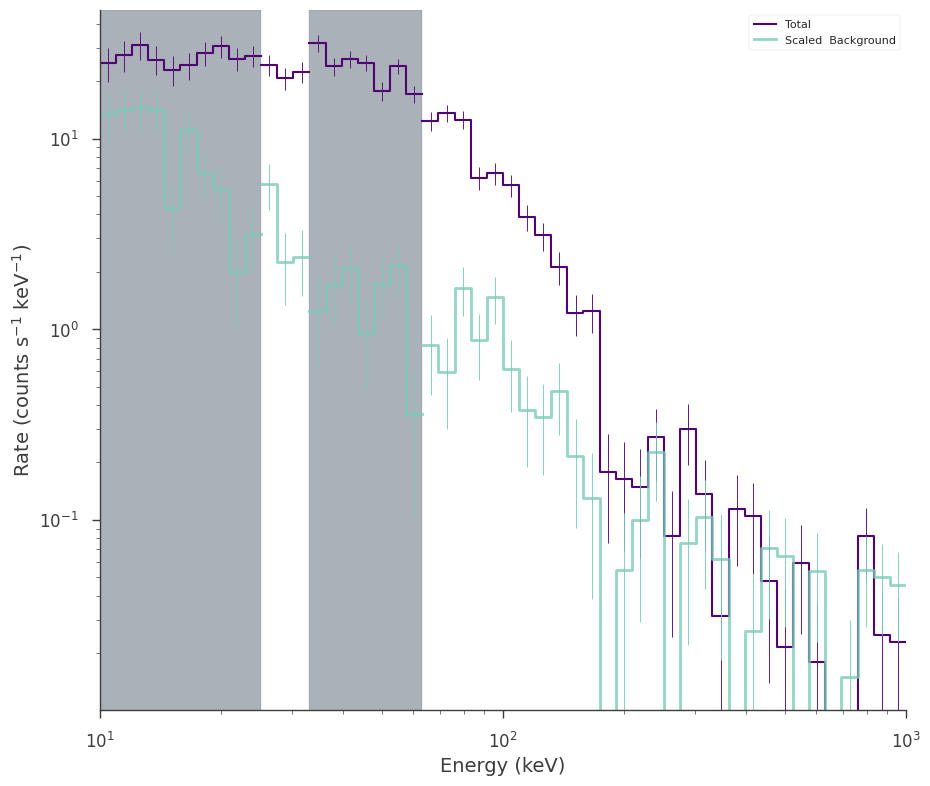 Total
Scaled Background
Rate (counts s⁻¹ keV⁻¹)
10¹
10⁰
10⁻¹
10¹ 10² 10³
Energy (keV)